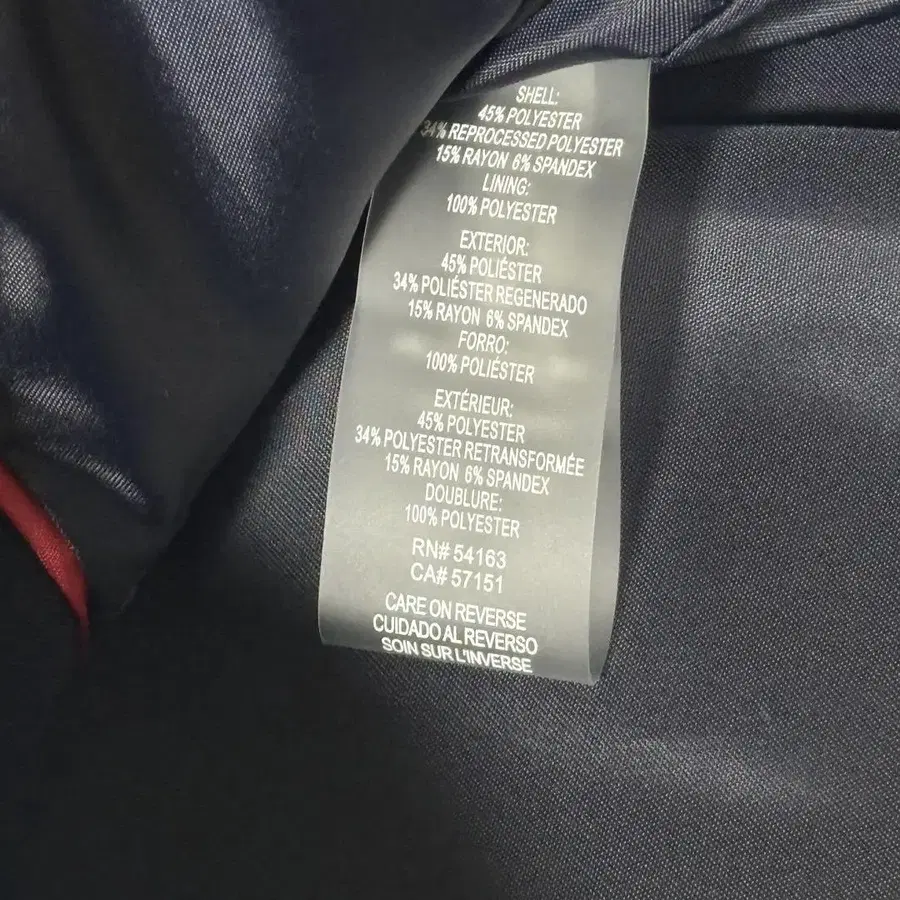 SHELL:
45% POLYESTER
34% REPROCESSED POLYESTER
15% RAYON 6% SPANDEX
LINING:
100% POLYESTER
EXTERIOR:
45% POLIÉSTER
34% POLIÉSTER REGENERADO
15% RAYON 6% SPANDEX
FORRO:
100% POLIÉSTER
EXTÉRIEUR:
45% POLYESTER
34% POLYESTER RETRANSFORMÉE
15% RAYON 6% SPANDEX
DOUBLURE:
100% POLYESTER
RN# 54163
CA# 57151
CARE ON REVERSE
CUIDADO AL REVERSO
SOIN SUR L'INVERSE